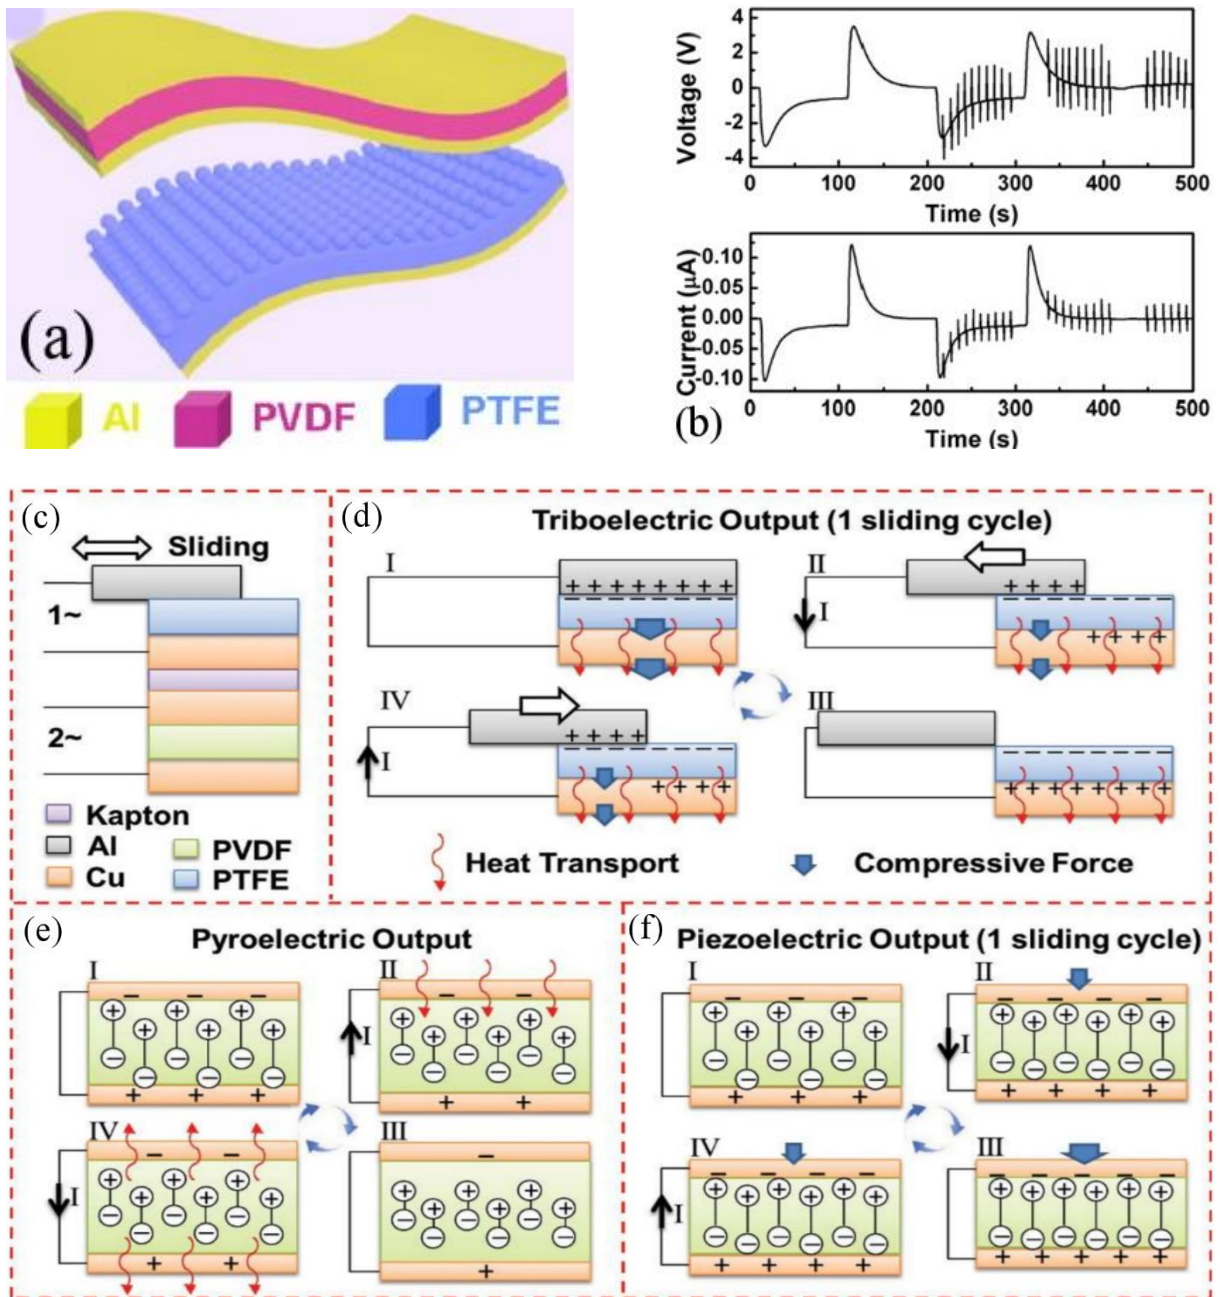 (a)
Al PVDF PTFE
Voltage (V)
4
2
0
-2
-4
0 100 200 300 400 500
Time (s)
Current (μA)
0.10
0.05
0.00
-0.05
-0.10
0 100 200 300 400 500
Time (s)
(b)
(c)
Sliding
1~
2~
Kapton
Al
Cu
PVDF
PTFE
(d)
Triboelectric Output (1 sliding cycle)
I
II
I
IV
I
III
Heat Transport
Compressive Force
(e)
Pyroelectric Output
I
II
I
IV
I
III
(f)
Piezoelectric Output (1 sliding cycle)
I
II
I
IV
I
III